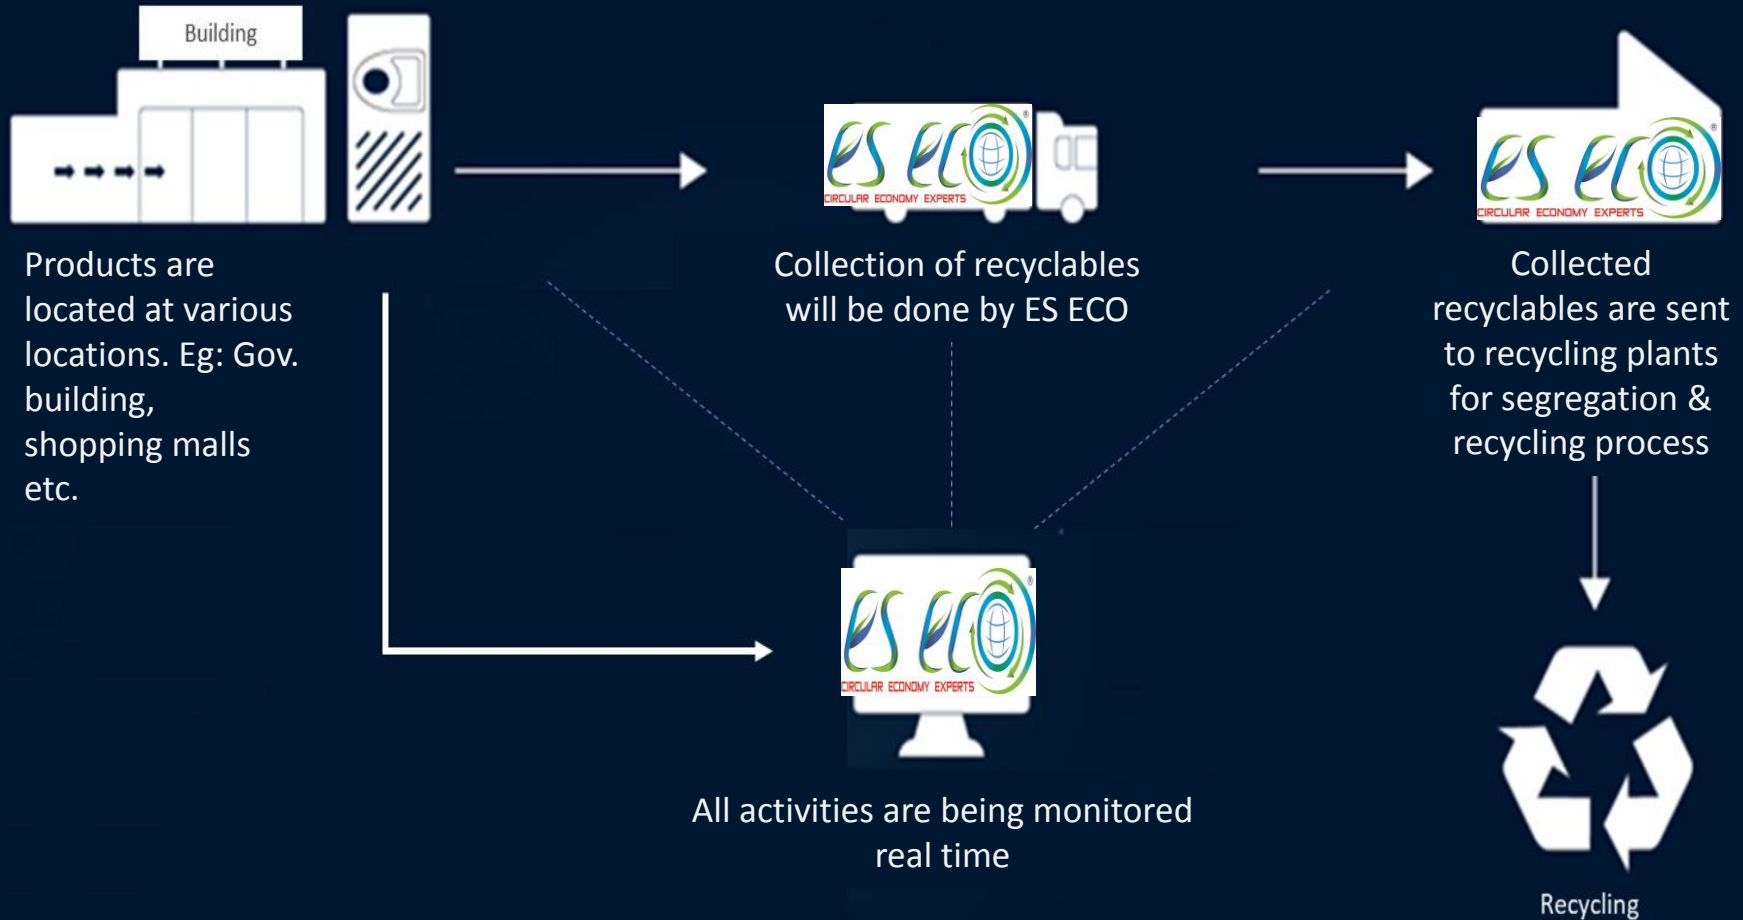 Building
Products are
located at various
locations. Eg: Gov.
building,
shopping malls
etc.
ES ECO®
CIRCULAR ECONOMY EXPERTS
Collection of recyclables
will be done by ES ECO
ES ECO®
CIRCULAR ECONOMY EXPERTS
Collected
recyclables are sent
to recycling plants
for segregation &
recycling process
ES ECO®
CIRCULAR ECONOMY EXPERTS
All activities are being monitored
real time
Recycling